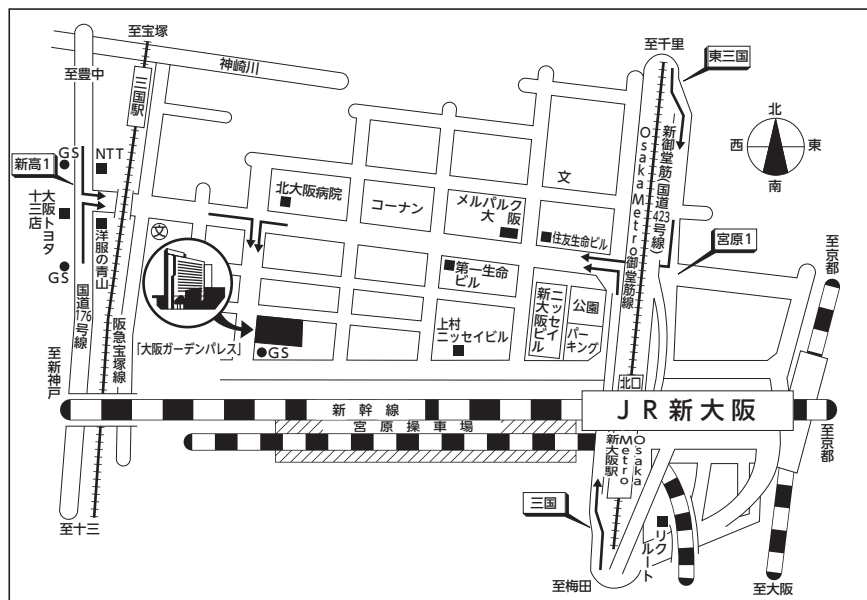 至宝塚
神崎川
至豊中
三国駅
至千里
東三国
新御堂筋(国道423号線)
Osaka Metro御堂筋線
北
西
東
南
GS
NTT
新高1
大阪トヨタ
十三店
洋服の青山
文
GS
国道176号線
阪急宝塚線
北大阪病院
コーナン
メルパルク
大阪
文
住友生命ビル
宮原1
至京都
第一生命
ビル
ニッセイ
新大阪ビル
公園
パー
キング
上村
ニッセイビル
「大阪ガーデンパレス」
GS
至新神戸
北口
新幹線
JR新大阪
宮原操車場
Osaka
Metro
新大阪駅
至京都
三国
リク
ルート
至十三
至梅田
至大阪